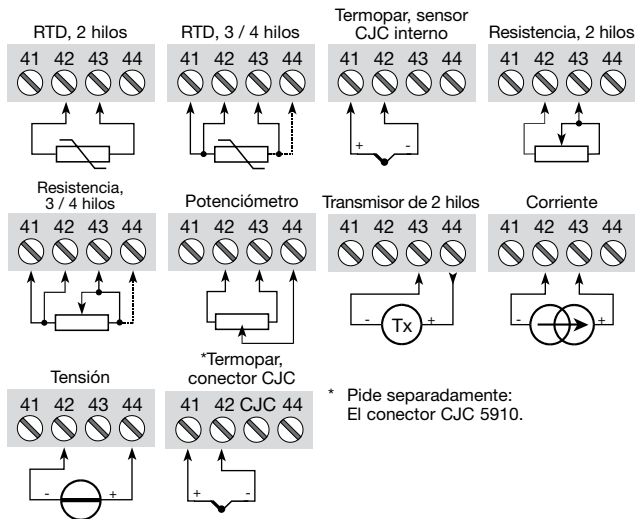 RTD, 2 hilos
41 42 43 44
RTD, 3 / 4 hilos
41 42 43 44
Termopar, sensor
CJC interno
41 42 43 44
+ -
Resistencia, 2 hilos
41 42 43 44
Resistencia,
3 / 4 hilos
41 42 43 44
Potenciómetro
41 42 43 44
Transmisor de 2 hilos
41 42 43 44
- Tx +
Corriente
41 42 43 44
- +
Tensión
41 42 43 44
- +
*Termopar,
conector CJC
41 42 CJC 44
+ -
* Pide separadamente:
El conector CJC 5910.